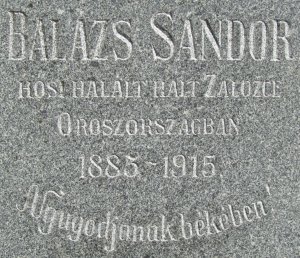 BALÁZS SÁNDOR
HŐSI HALÁLT HALT ZALOZCE
OROSZORSZÁGBAN
1885-1915.
Nyugodjanak békében!